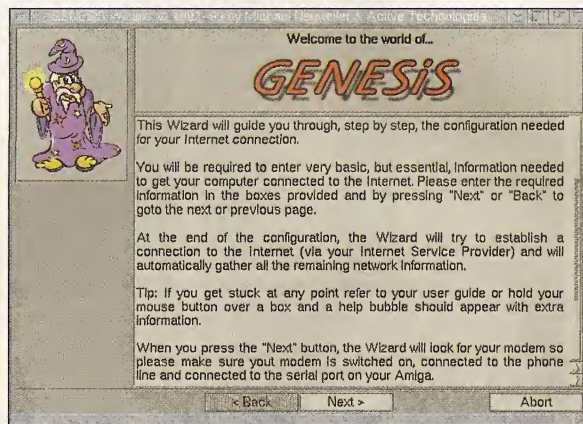 Welcome to the world of...
GENESiS
This Wizard will guide you through, step by step, the configuration needed
for your Internet connection.
You will be required to enter very basic, but essential, information needed
to get your computer connected to the Internet. Please enter the required
information in the boxes provided and by pressing "Next" or "Back" to
goto the next or previous page.
At the end of the configuration, the Wizard will try to establish a
connection to the Internet (via your Internet Service Provider) and will
automatically gather all the remaining network information.
Tip: If you get stuck at any point refer to your user guide or hold your
mouse button over a box and a help bubble should appear with extra
information.
When you press the "Next" button, the Wizard will look for your modem so
please make sure yout modem is switched on, connected to the phone
line and connected to the serial port on your Amiga.
< Back
Next >
Abort